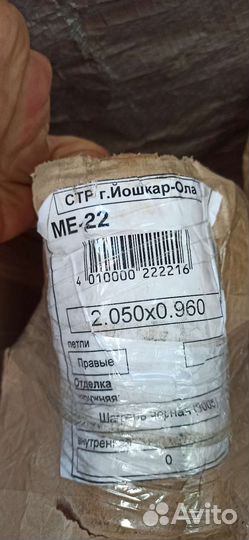 СТР г.Йошкар-Ола
МЕ-22
4 010000 222216
2.050x0.960
петли
Правые
Отделка
0
Avito